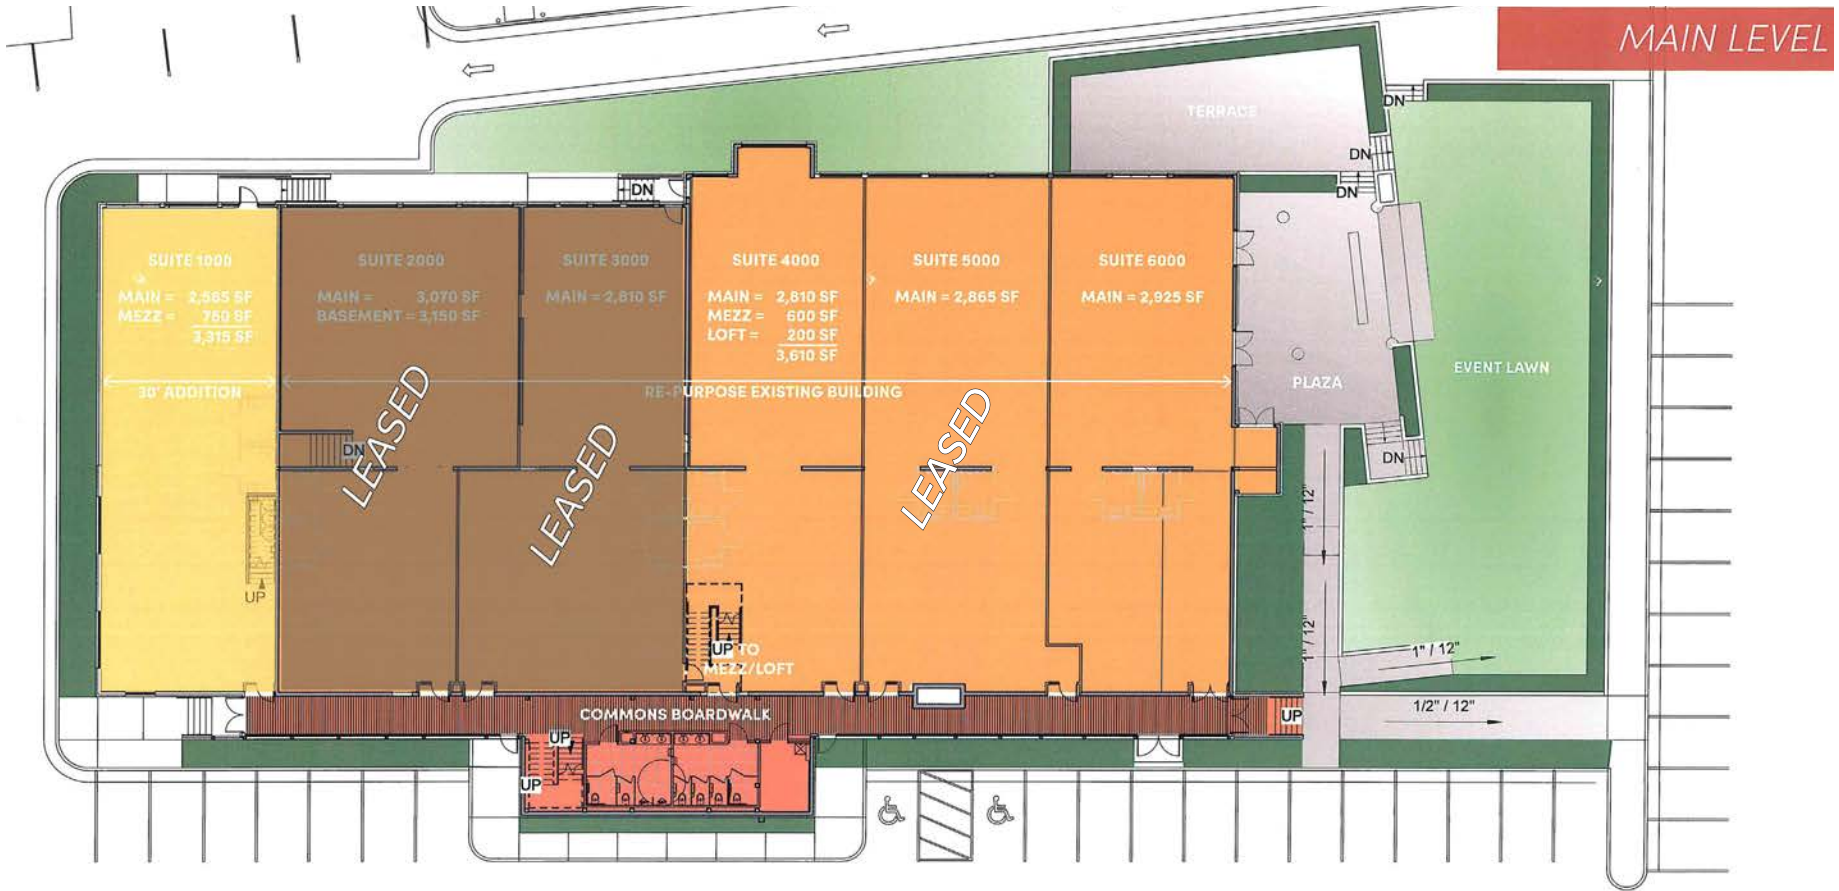 MAIN LEVEL
TERRACE
DN
DN
DN
DN
SUITE 1000
MAIN = 2,565 SF
MEZZ = 750 SF
3,315 SF
30' ADDITION
UP
SUITE 2000
MAIN = 3,070 SF
BASEMENT = 3,150 SF
LEASED
DN
SUITE 3000
MAIN = 2,810 SF
LEASED
SUITE 4000
MAIN = 2,810 SF
MEZZ = 600 SF
LOFT = 200 SF
3,610 SF
RE-PURPOSE EXISTING BUILDING
UP TO
MEZZ/LOFT
SUITE 5000
MAIN = 2,865 SF
LEASED
SUITE 6000
MAIN = 2,925 SF
PLAZA
EVENT LAWN
DN
1" / 12"
1" / 12"
1" / 12"
1/2" / 12"
COMMONS BOARDWALK
UP
UP
UP